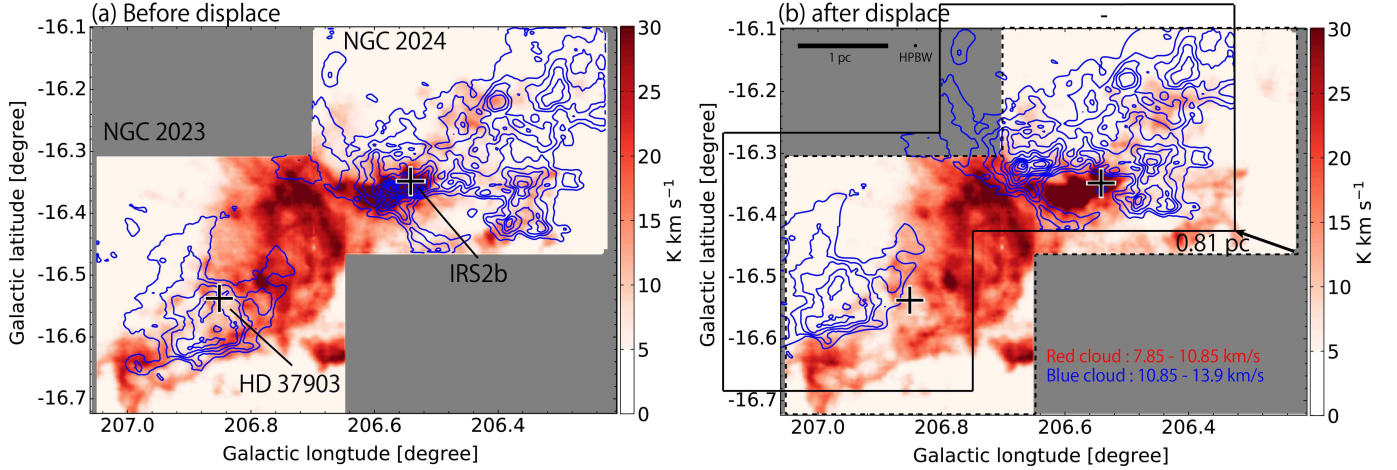 (a) Before displace
NGC 2024
NGC 2023
IRS2b
HD 37903
-16.1
-16.2
-16.3
-16.4
-16.5
-16.6
-16.7
207.0
206.8
206.6
206.4
Galactic latitude [degree]
Galactic longtude [degree]
30
25
20
15
10
5
0
K km s⁻¹
(b) after displace
-
1 pc
HPBW
0.81 pc
Red cloud : 7.85 - 10.85 km/s
Blue cloud : 10.85 - 13.9 km/s
-16.1
-16.2
-16.3
-16.4
-16.5
-16.6
-16.7
207.0
206.8
206.6
206.4
Galactic latitude [degree]
Galactic longtude [degree]
30
25
20
15
10
5
0
K km s⁻¹